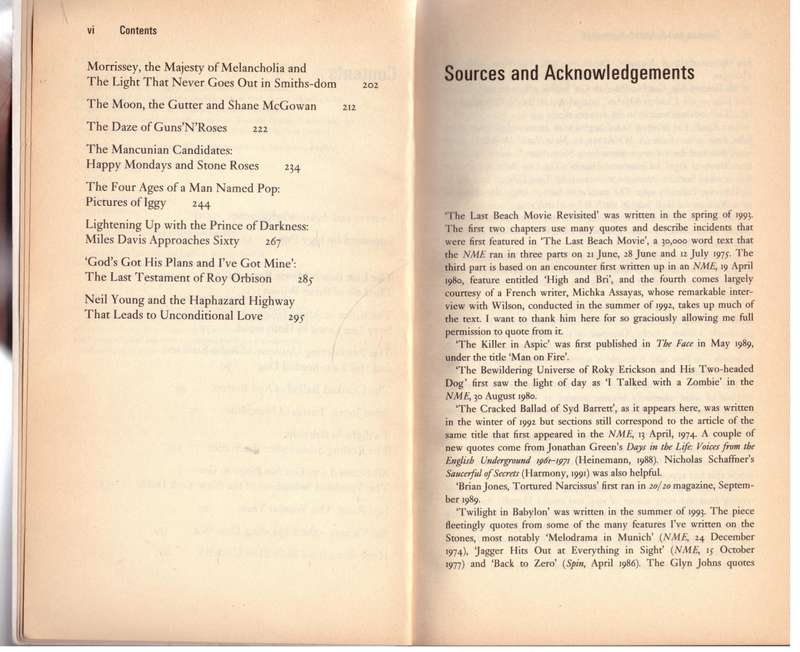 vi Contents
Morrissey, the Majesty of Melancholia and
The Light That Never Goes Out in Smiths-dom 202
The Moon, the Gutter and Shane McGowan 212
The Daze of Guns'N'Roses 222
The Mancunian Candidates:
Happy Mondays and Stone Roses 234
The Four Ages of a Man Named Pop:
Pictures of Iggy 244
Lightening Up with the Prince of Darkness:
Miles Davis Approaches Sixty 267
'God's Got His Plans and I've Got Mine':
The Last Testament of Roy Orbison 285
Neil Young and the Haphazard Highway
That Leads to Unconditional Love 295
Sources and Acknowledgements
'The Last Beach Movie Revisited' was written in the spring of 1993.
The first two chapters use many quotes and describe incidents that
were first featured in 'The Last Beach Movie', a 30,000 word text that
the NME ran in three parts on 21 June, 28 June and 12 July 1975. The
third part is based on an encounter first written up in an NME, 19 April
1980, feature entitled 'High and Bri', and the fourth comes largely
courtesy of a French writer, Michka Assayas, whose remarkable inter-
view with Wilson, conducted in the summer of 1992, takes up much of
the text. I want to thank him here for so graciously allowing me full
permission to quote from it.
'The Killer in Aspic' was first published in The Face in May 1989,
under the title 'Man on Fire'.
'The Bewildering Universe of Roky Erickson and His Two-headed
Dog' first saw the light of day as 'I Talked with a Zombie' in the
NME, 30 August 1980.
'The Cracked Ballad of Syd Barrett', as it appears here, was written
in the winter of 1992 but sections still correspond to the article of the
same title that first appeared in the NME, 13 April, 1974. A couple of
new quotes come from Jonathan Green's Days in the Life: Voices from the
English Underground 1961–1971 (Heinemann, 1988). Nicholas Schaffner's
Saucerful of Secrets (Harmony, 1991) was also helpful.
'Brian Jones, Tortured Narcissus' first ran in 20/20 magazine, Septem-
ber 1989.
'Twilight in Babylon' was written in the summer of 1993. The piece
fleetingly quotes from some of the many features I've written on the
Stones, most notably 'Melodrama in Munich' (NME, 24 December
1974), 'Jagger Hits Out at Everything in Sight' (NME, 15 October
1977) and 'Back to Zero' (Spin, April 1986). The Glyn Johns quotes